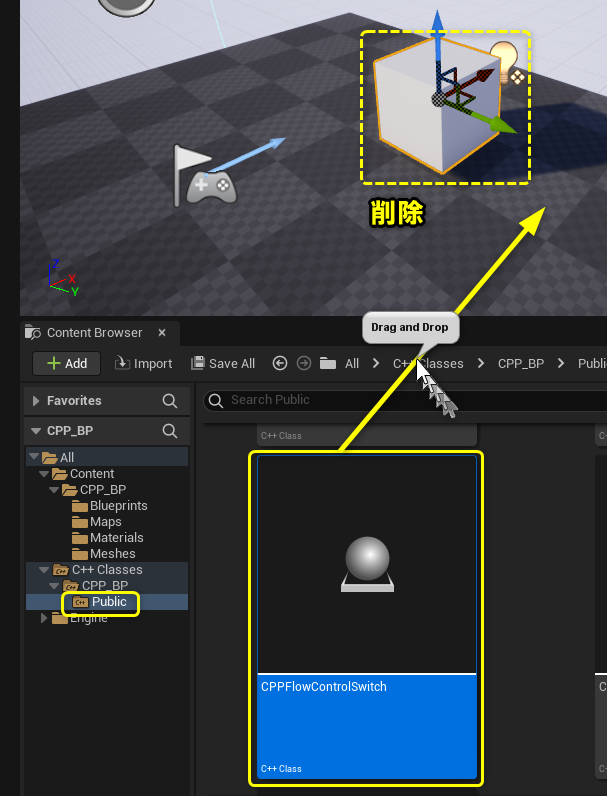 削除
Z
X
Y
Drag and Drop
Content Browser
Add
Import
Save All
All
C++ Classes
CPP_BP
Public
Favorites
Search Public
CPP_BP
C++ Class
All
Content
CPP_BP
Blueprints
Maps
Materials
Meshes
C++ Classes
CPP_BP
Public
Engine
CPPFlowControlSwitch
C++ Class